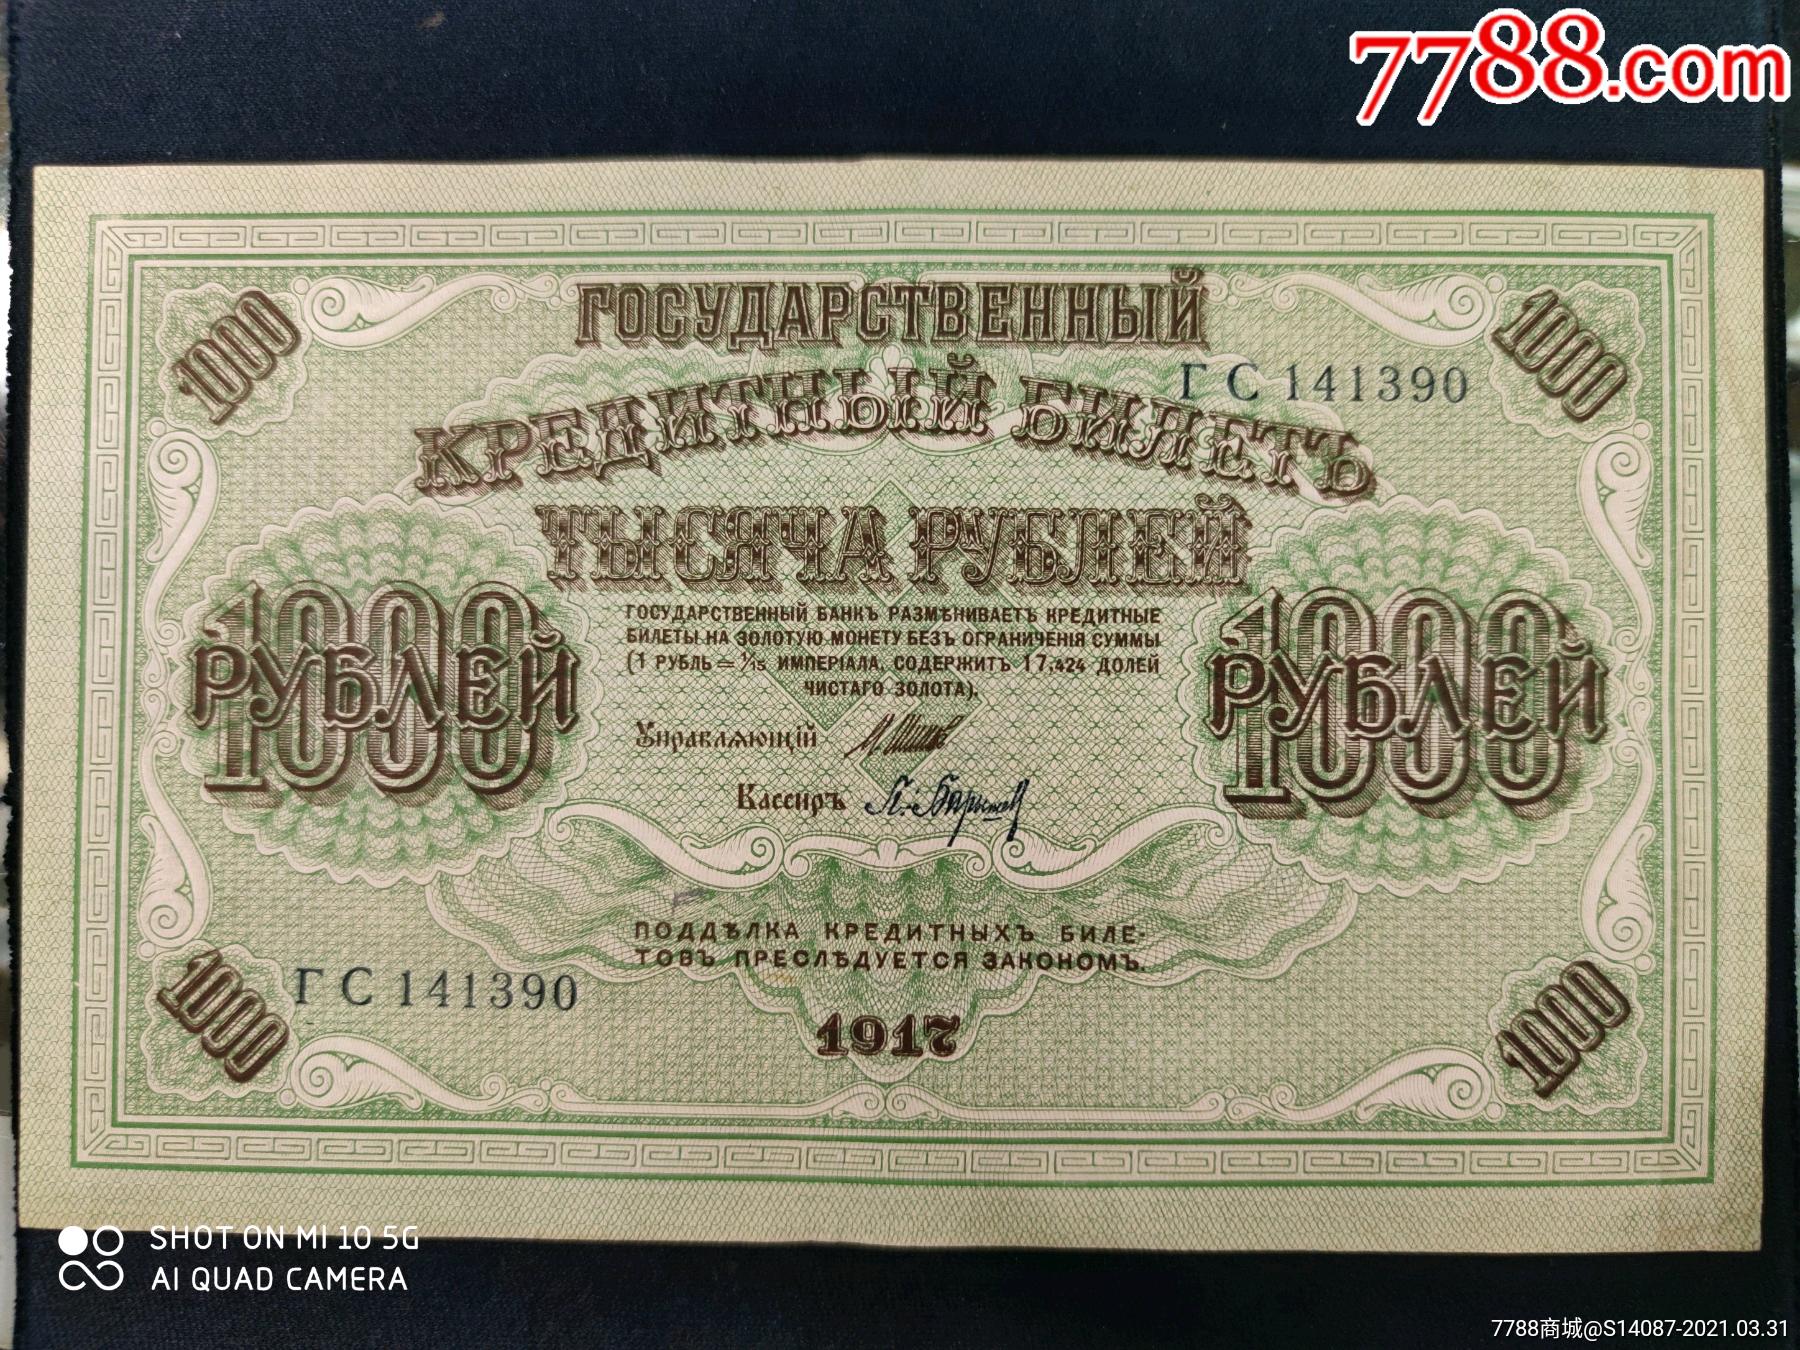 7788.com
ГОСУДАРСТВЕННЫЙ
1000
1000
ГС 141390
КРЕДИТНЫЙ БИЛЕТЪ
ТЫСЯЧА РУБЛЕЙ
1000
РУБЛЕЙ
1000
РУБЛЕЙ
ГОСУДАРСТВЕННЫЙ БАНКЪ РАЗМѢНИВАЕТЪ КРЕДИТНЫЕ
БИЛЕТЫ НА ЗОЛОТУЮ МОНЕТУ БЕЗЪ ОГРАНИЧЕНІЯ СУММЫ
(1 РУБЛЬ = 1/15 ИМПЕРІАЛА, СОДЕРЖИТЪ 17,424 ДОЛЕЙ
ЧИСТАГО ЗОЛОТА).
Управляющій
Кассиръ
ПОДДѢЛКА КРЕДИТНЫХЪ БИЛЕ-
ТОВЪ ПРЕСЛѢДУЕТСЯ ЗАКОНОМЪ.
1000
ГС 141390
1917
1000
SHOT ON MI 10 5G
AI QUAD CAMERA
7788商城@S14087-2021.03.31